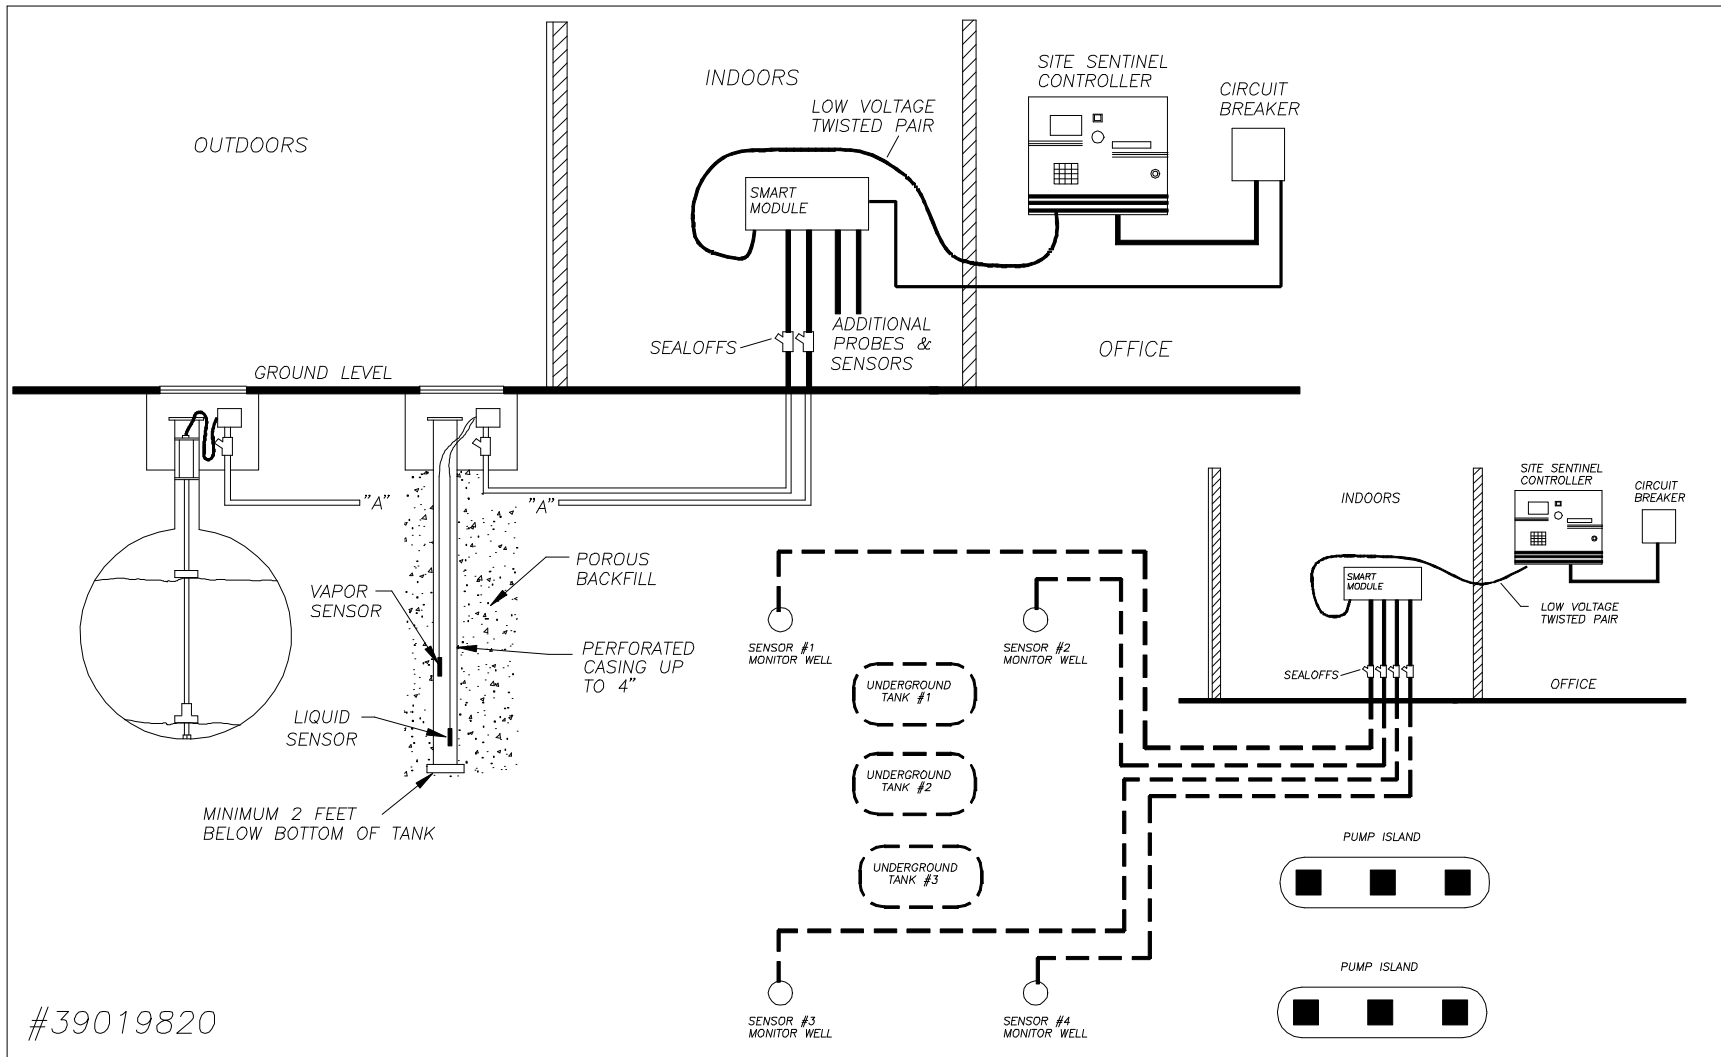 OUTDOORS
INDOORS
LOW VOLTAGE
TWISTED PAIR
SITE SENTINEL
CONTROLLER
CIRCUIT
BREAKER
SMART
MODULE
SEALOFFS
ADDITIONAL
PROBES &
SENSORS
OFFICE
GROUND LEVEL
"A"
"A"
POROUS
BACKFILL
VAPOR
SENSOR
PERFORATED
CASING UP
TO 4"
LIQUID
SENSOR
MINIMUM 2 FEET
BELOW BOTTOM OF TANK
INDOORS
SITE SENTINEL
CONTROLLER
CIRCUIT
BREAKER
SMART
MODULE
LOW VOLTAGE
TWISTED PAIR
SEALOFFS
OFFICE
SENSOR #1
MONITOR WELL
SENSOR #2
MONITOR WELL
UNDERGROUND
TANK #1
UNDERGROUND
TANK #2
UNDERGROUND
TANK #3
SENSOR #3
MONITOR WELL
SENSOR #4
MONITOR WELL
PUMP ISLAND
PUMP ISLAND
#39019820